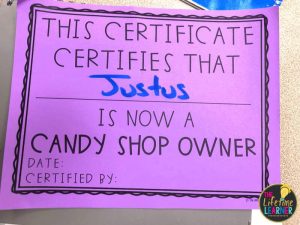 THIS CERTIFICATE
CERTIFIES THAT
Justus
IS NOW A
CANDY SHOP OWNER
DATE:
CERTIFIED BY:
THE
Lifetime
LEARNER